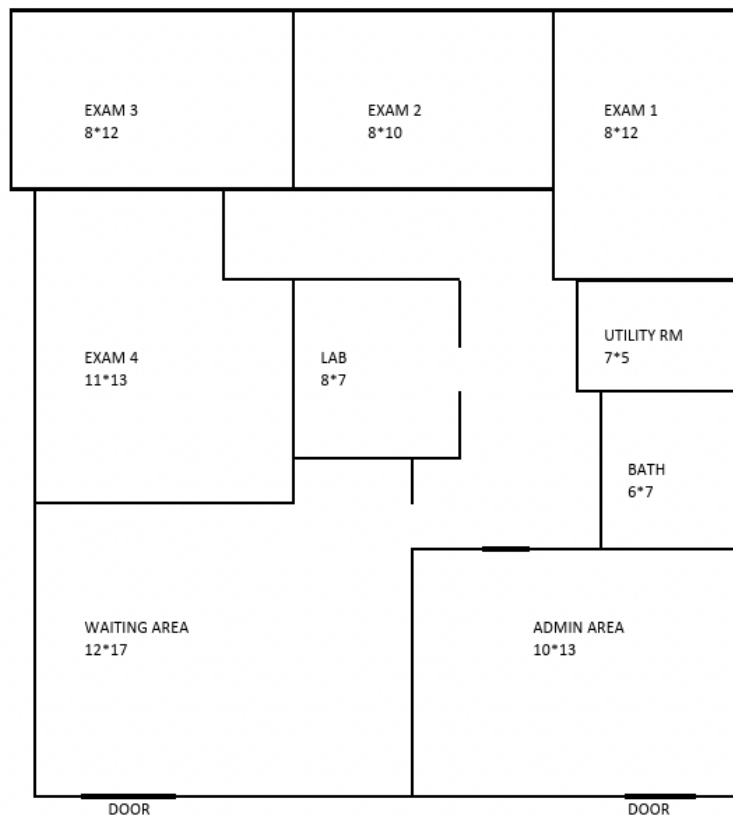 EXAM 3
8*12
EXAM 2
8*10
EXAM 1
8*12
UTILITY RM
7*5
EXAM 4
11*13
LAB
8*7
BATH
6*7
WAITING AREA
12*17
ADMIN AREA
10*13
DOOR
DOOR